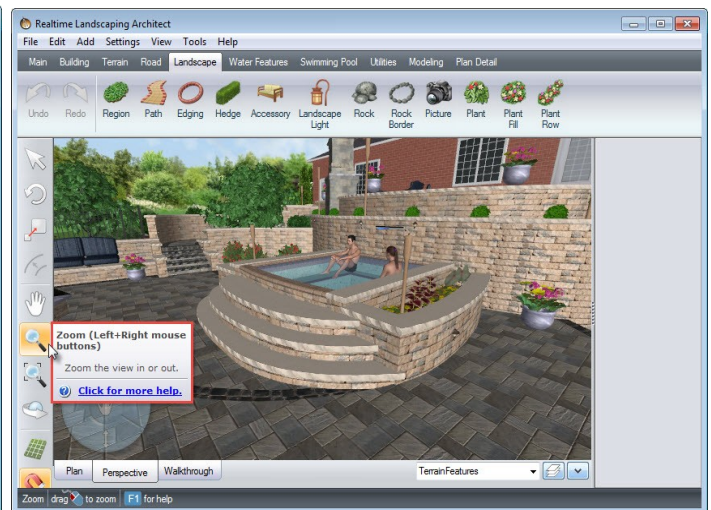 Realtime Landscaping Architect
File Edit Add Settings View Tools Help
Main Building Terrain Road Landscape Water Features Swimming Pool Utilities Modeling Plan Detail
Undo Redo Region Path Edging Hedge Accessory Landscape Light Rock Rock Border Picture Plant Plant Fill Plant Row
Zoom (Left+Right mouse
buttons)
Zoom the view in or out.
Click for more help.
Plan Perspective Walkthrough TerrainFeatures
Zoom drag to zoom F1 for help